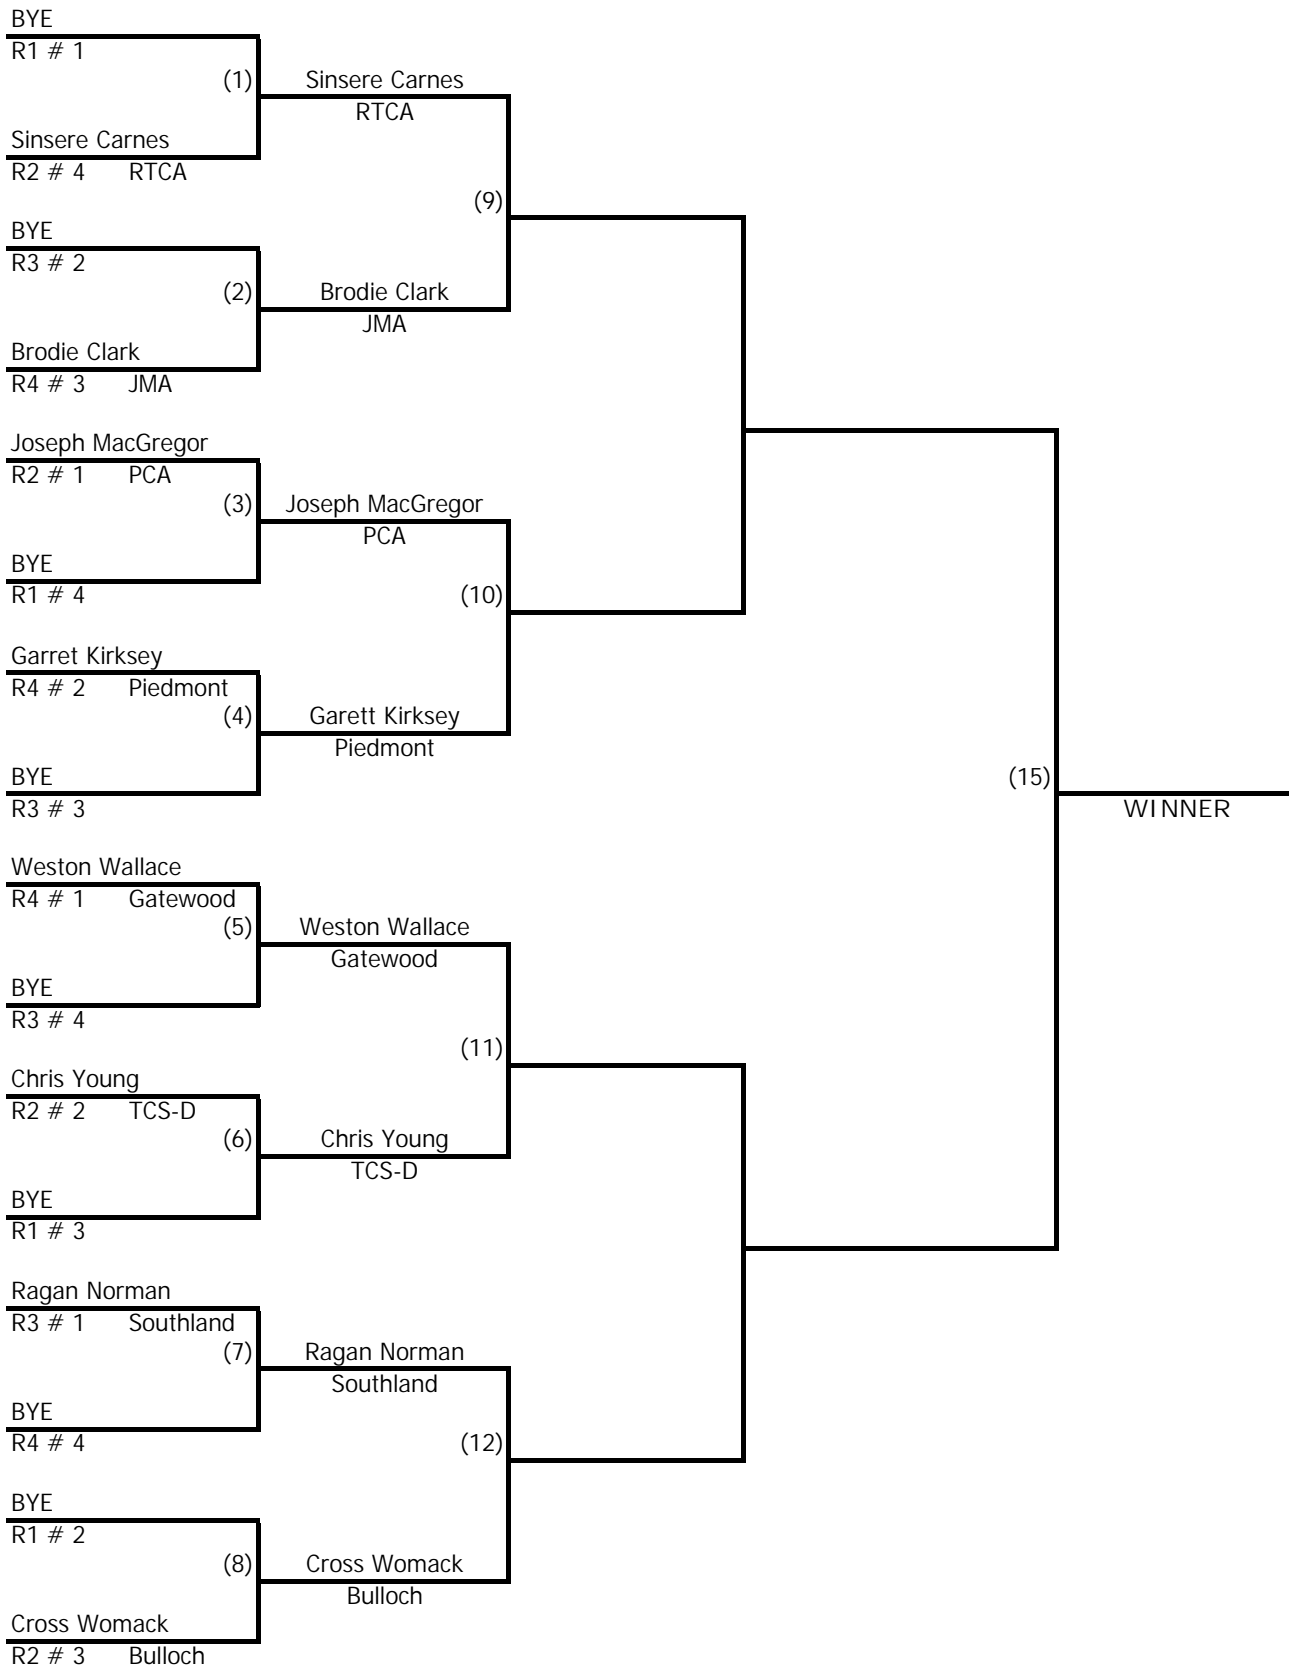 BYE
R1 # 1
(1)
Sinsere Carnes
RTCA
Sinsere Carnes
R2 # 4 RTCA
(9)
BYE
R3 # 2
(2)
Brodie Clark
JMA
Brodie Clark
R4 # 3 JMA
Joseph MacGregor
R2 # 1 PCA
(3)
Joseph MacGregor
PCA
BYE
R1 # 4
(10)
Garret Kirksey
R4 # 2 Piedmont
(4)
Garett Kirksey
Piedmont
BYE
R3 # 3
(15)
WINNER
Weston Wallace
R4 # 1 Gatewood
(5)
Weston Wallace
Gatewood
BYE
R3 # 4
(11)
Chris Young
R2 # 2 TCS-D
(6)
Chris Young
TCS-D
BYE
R1 # 3
Ragan Norman
R3 # 1 Southland
(7)
Ragan Norman
Southland
BYE
R4 # 4
(12)
BYE
R1 # 2
(8)
Cross Womack
Bulloch
Cross Womack
R2 # 3 Bulloch